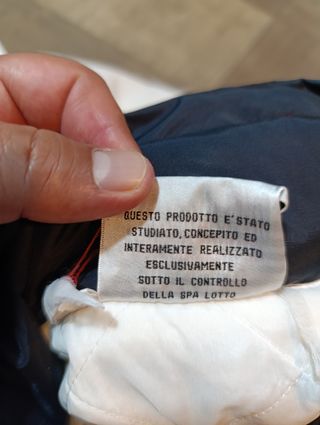 QUESTO PRODOTTO E' STATO
STUDIATO, CONCEPITO ED
INTERAMENTE REALIZZATO
ESCLUSIVAMENTE
SOTTO IL CONTROLLO
DELLA SPA LOTTO